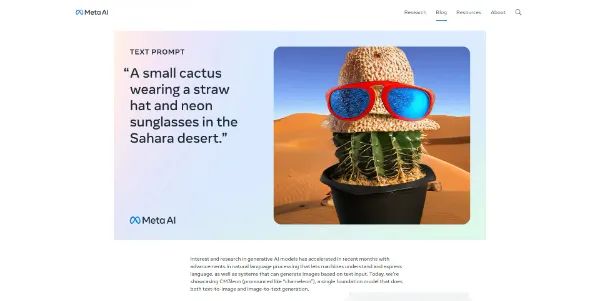 Meta AI
Research Blog Resources About
TEXT PROMPT
“A small cactus
wearing a straw
hat and neon
sunglasses in the
Sahara desert.”
Meta AI
Interest and research in generative AI models has accelerated in recent months with
advancements in natural language processing that lets machines understand and express
language, as well as systems that can generate images based on text input. Today, we're
showcasing CM3leon (pronounced like “chameleon”), a single foundation model that does
both text-to-image and image-to-text generation.